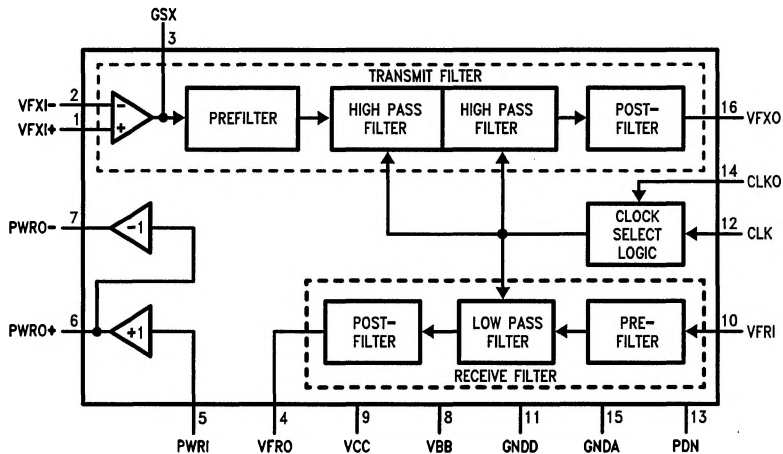 GSX
3
TRANSMIT FILTER
VFXI- 2 -
VFXI+ 1 +
PREFILTER
HIGH PASS
FILTER
HIGH PASS
FILTER
POST-
FILTER
16 VFXO
14 CLKO
CLOCK
SELECT
LOGIC
12 CLK
PWRO- 7 -1
PWRO+ 6 +1
POST-
FILTER
LOW PASS
FILTER
PRE-
FILTER
10 VFRI
RECEIVE FILTER
5 4 9 8 11 15 13
PWRI VFRO VCC VBB GNDD GNDA PDN